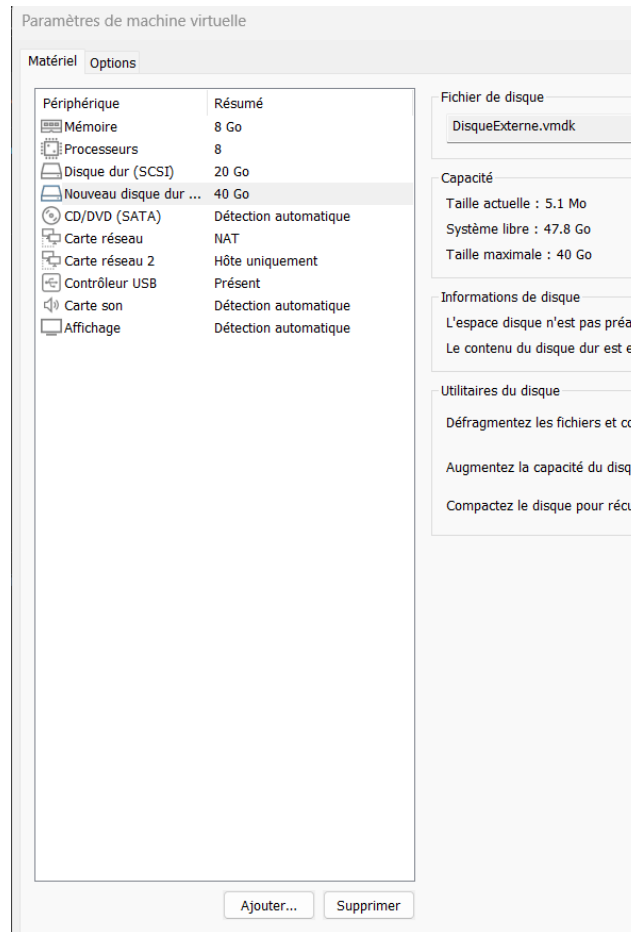 Paramètres de machine virtuelle
Matériel Options
Périphérique Résumé
Mémoire 8 Go
Processeurs 8
Disque dur (SCSI) 20 Go
Nouveau disque dur ... 40 Go
CD/DVD (SATA) Détection automatique
Carte réseau NAT
Carte réseau 2 Hôte uniquement
Contrôleur USB Présent
Carte son Détection automatique
Affichage Détection automatique
Ajouter... Supprimer
Fichier de disque
DisqueExterne.vmdk
Capacité
Taille actuelle : 5.1 Mo
Système libre : 47.8 Go
Taille maximale : 40 Go
Informations de disque
L'espace disque n'est pas préa
Le contenu du disque dur est e
Utilitaires du disque
Défragmentez les fichiers et co
Augmentez la capacité du disq
Compactez le disque pour récu